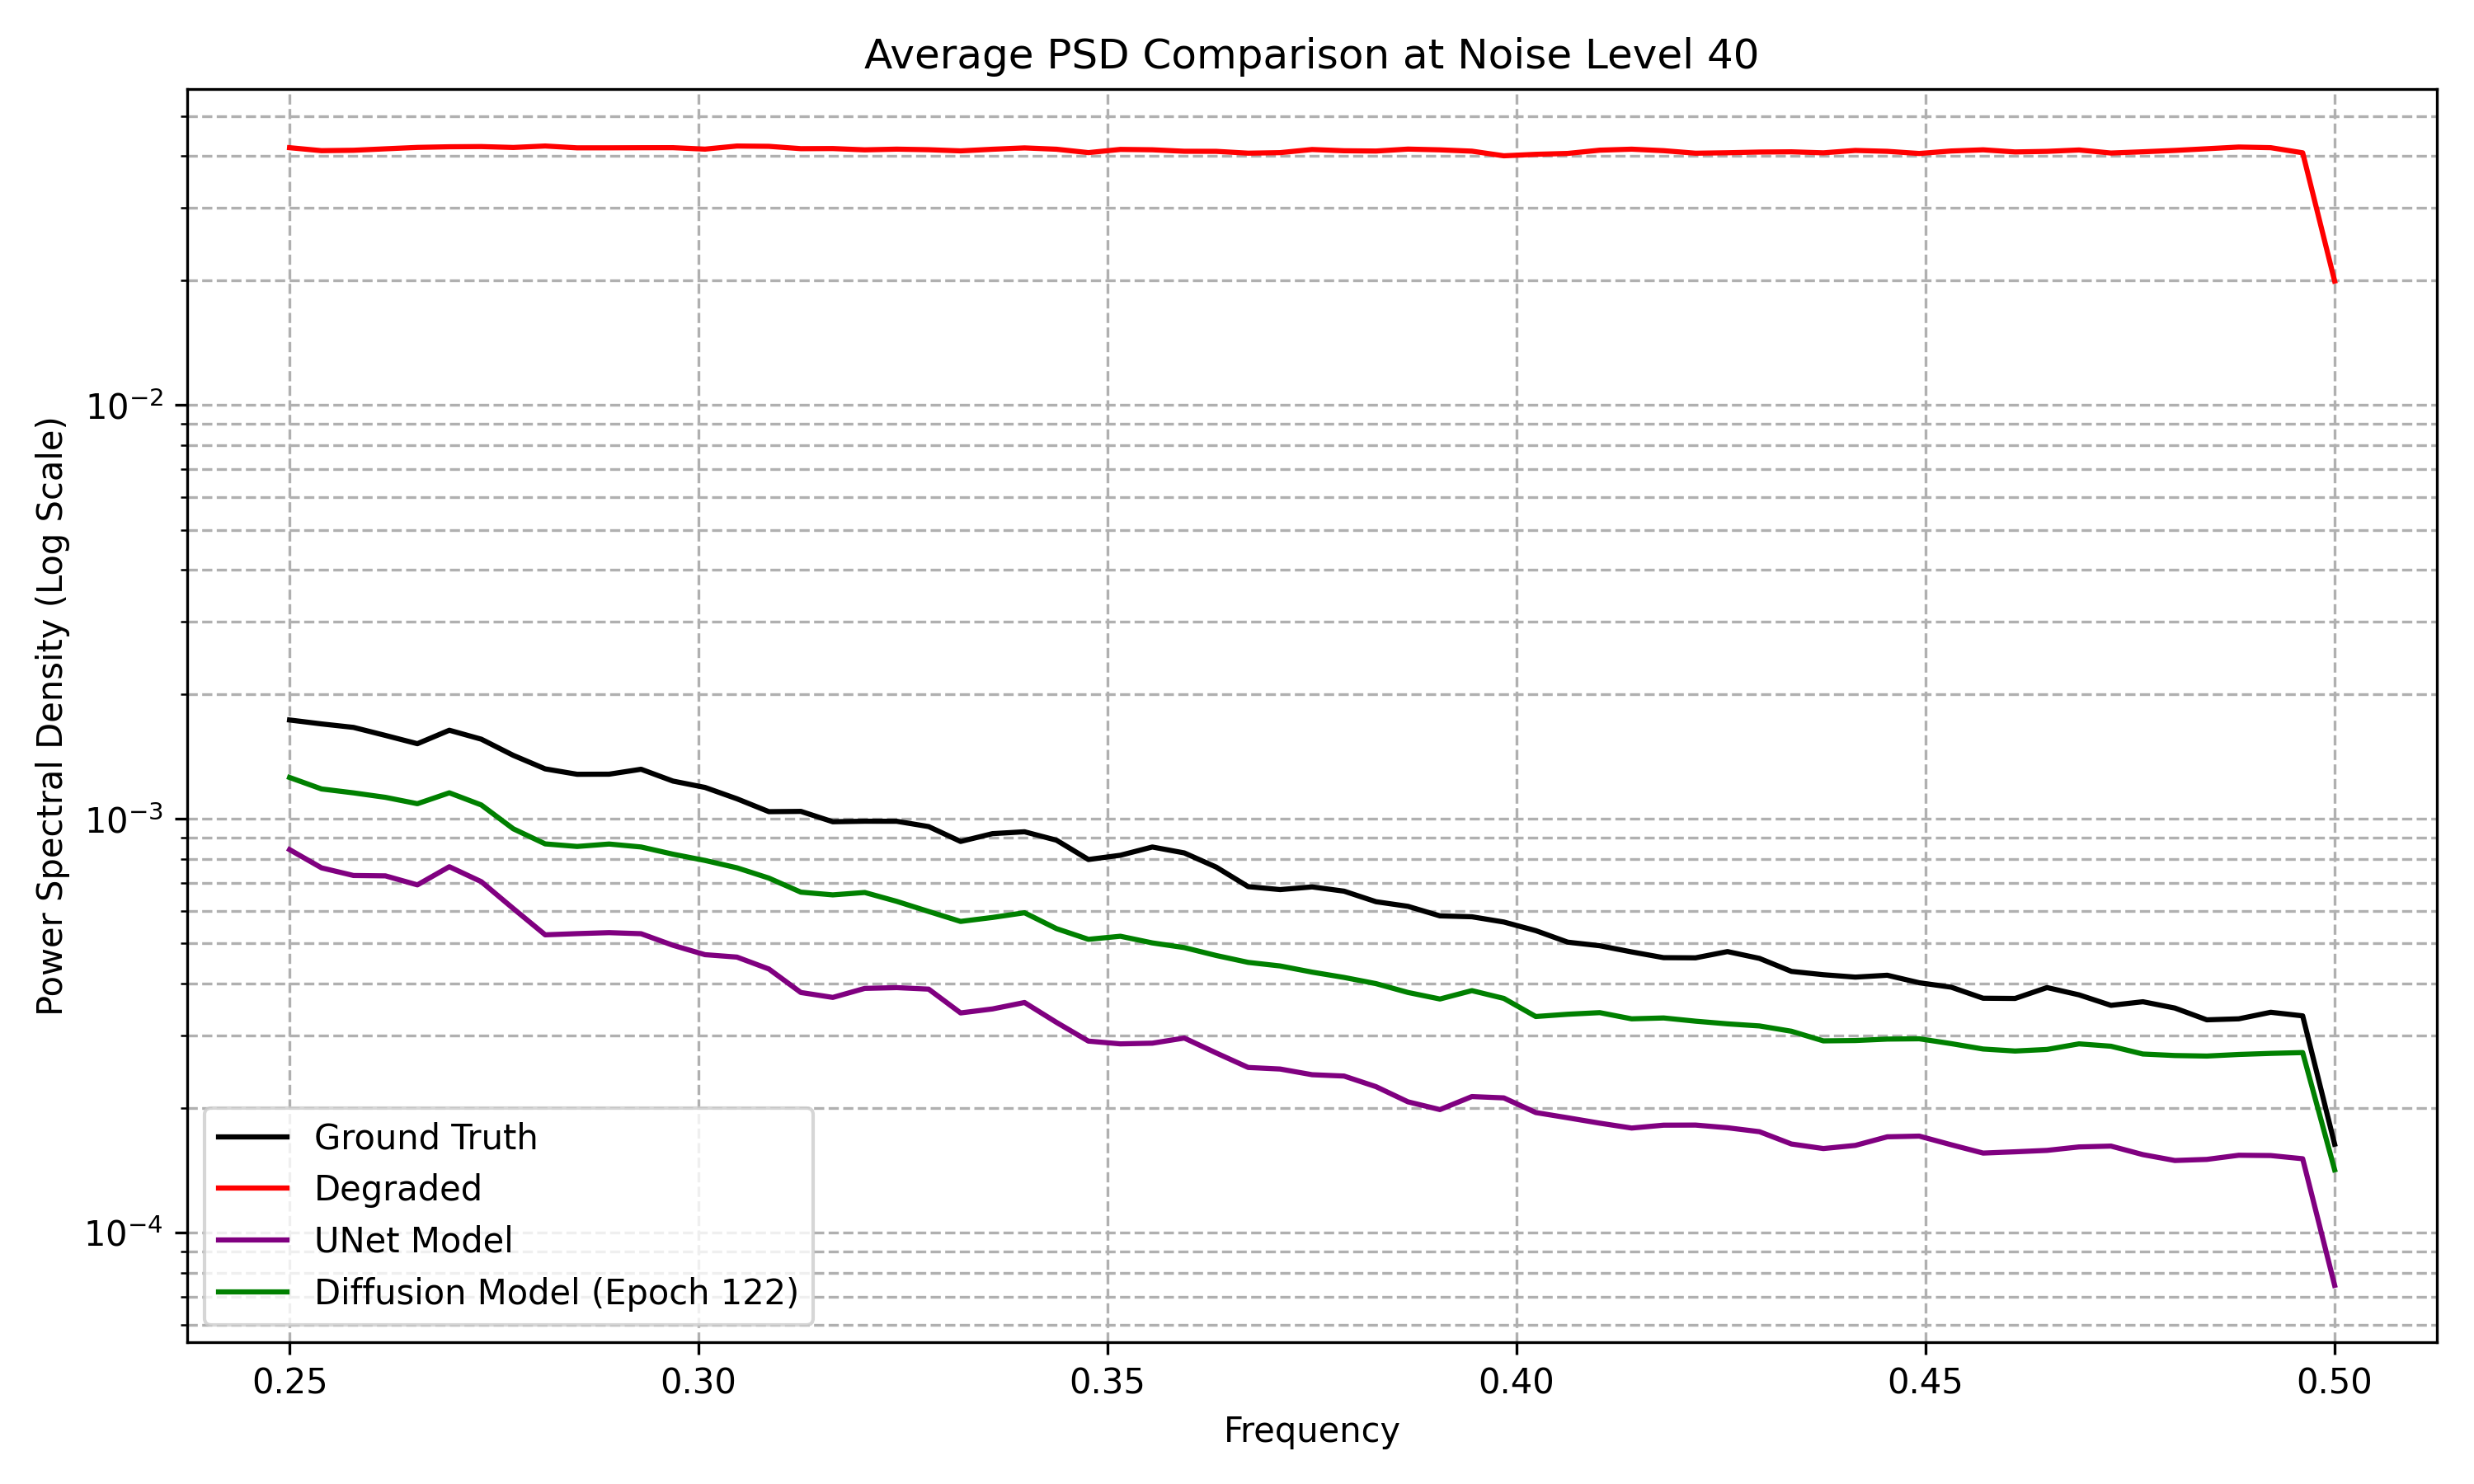 Average PSD Comparison at Noise Level 40
Power Spectral Density (Log Scale)
10⁻²
10⁻³
10⁻⁴
Ground Truth
Degraded
UNet Model
Diffusion Model (Epoch 122)
0.25 0.30 0.35 0.40 0.45 0.50
Frequency